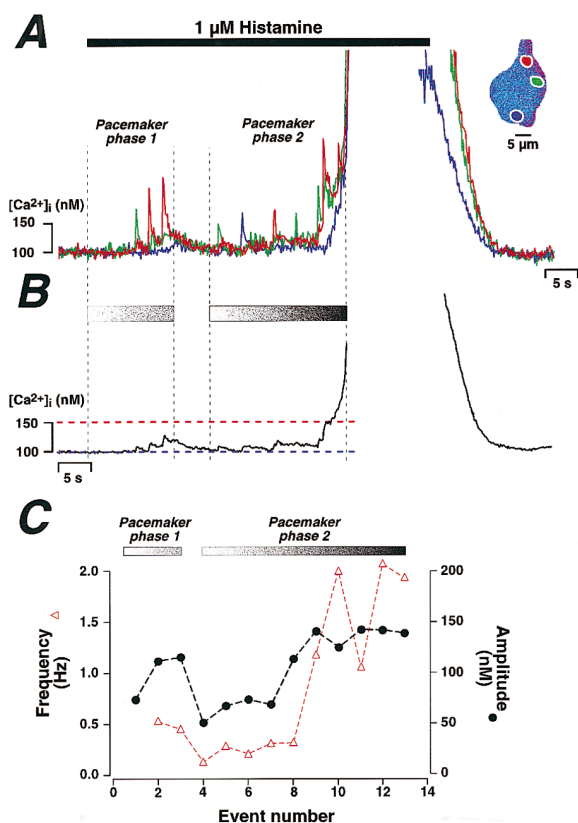 A
1 µM Histamine
Pacemaker phase 1
Pacemaker phase 2
5 µm
[Ca²⁺]ᵢ (nM)
150
100
5 s
B
[Ca²⁺]ᵢ (nM)
150
100
5 s
C
Pacemaker phase 1
Pacemaker phase 2
2.0
1.5
1.0
0.5
0.0
Frequency (Hz)
200
150
100
50
0
Amplitude (nM)
0 2 4 6 8 10 12 14
Event number